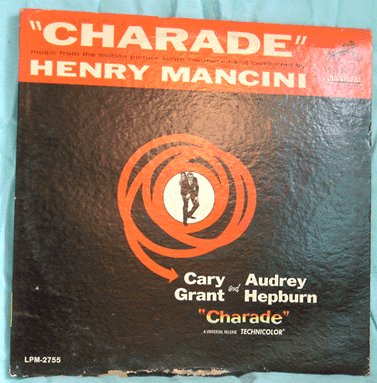 "CHARADE"
music from the motion picture score composed and conducted by
HENRY MANCINI
Cary and Audrey
Grant Hepburn
"Charade"
A UNIVERSAL RELEASE TECHNICOLOR®
LPM-2755